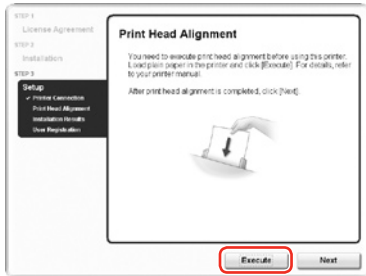 STEP 1
License Agreement
STEP 2
Installation
STEP 3
Setup
Printer Connection
Print Head Alignment
Installation Results
User Registration
Print Head Alignment
You need to execute print head alignment before using this printer.
Load plain paper in the printer and click [Execute]. For details, refer
to your printer manual.
After print head alignment is completed, click [Next].
Execute
Next